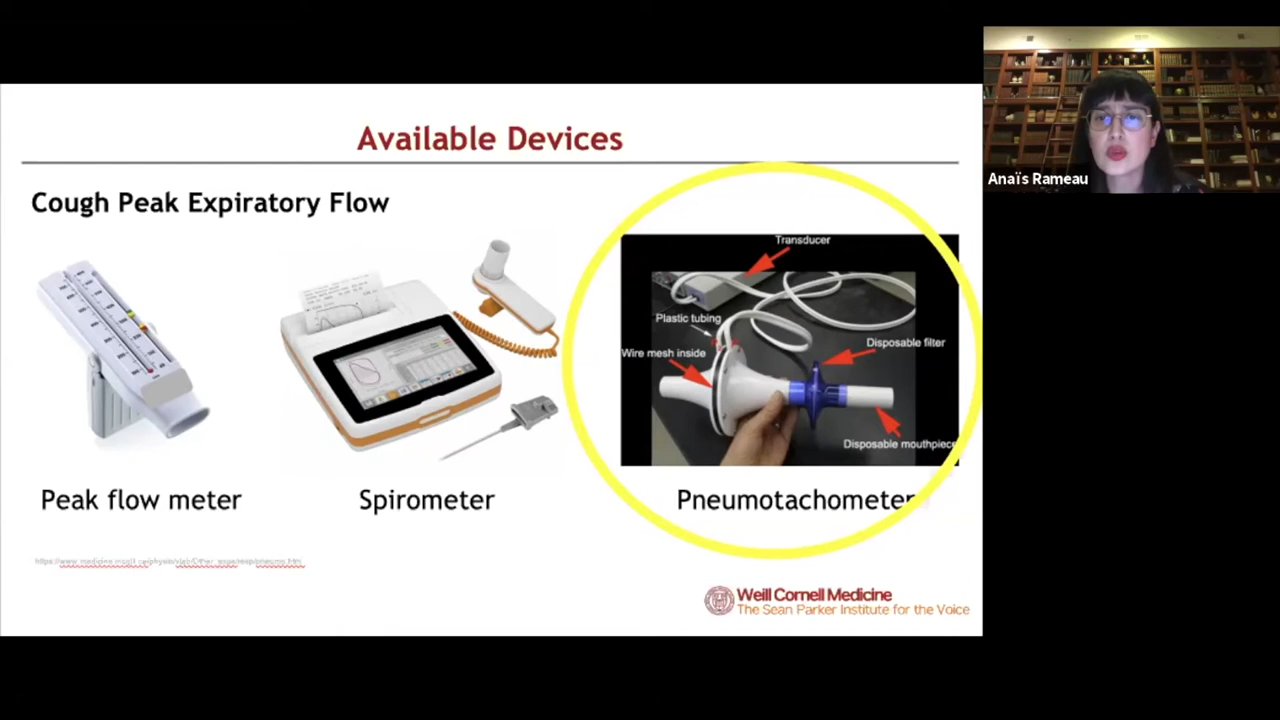 Available Devices
Cough Peak Expiratory Flow
Anaïs Rameau
Transducer
Plastic tubing
Wire mesh inside
Disposable filter
Disposable mouthpiece
Peak flow meter
Spirometer
Pneumotachometer
Weill Cornell Medicine
The Sean Parker Institute for the Voice